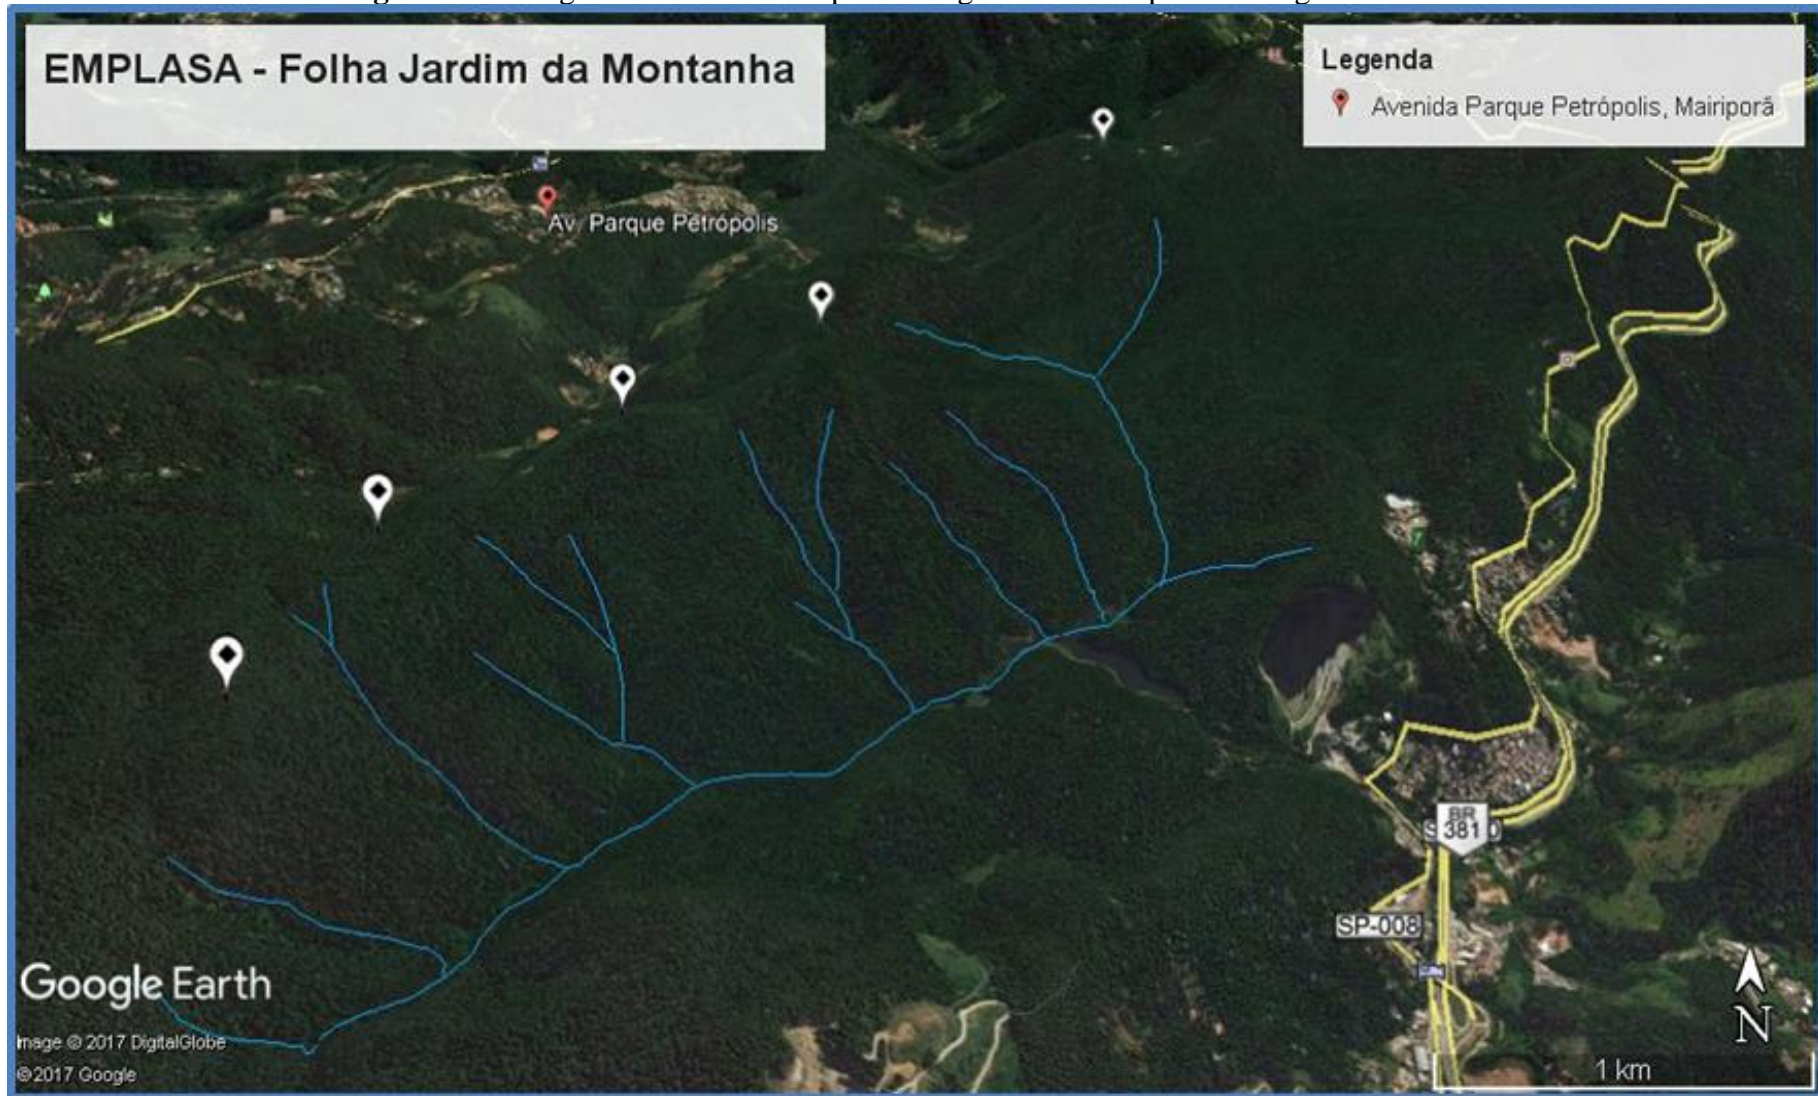 EMPLASA - Folha Jardim da Montanha
Legenda
Avenida Parque Petrópolis, Mairiporã
Av. Parque Petrópolis
BR
381
SP-008
Google Earth
Image © 2017 DigitalGlobe
© 2017 Google
N
1 km